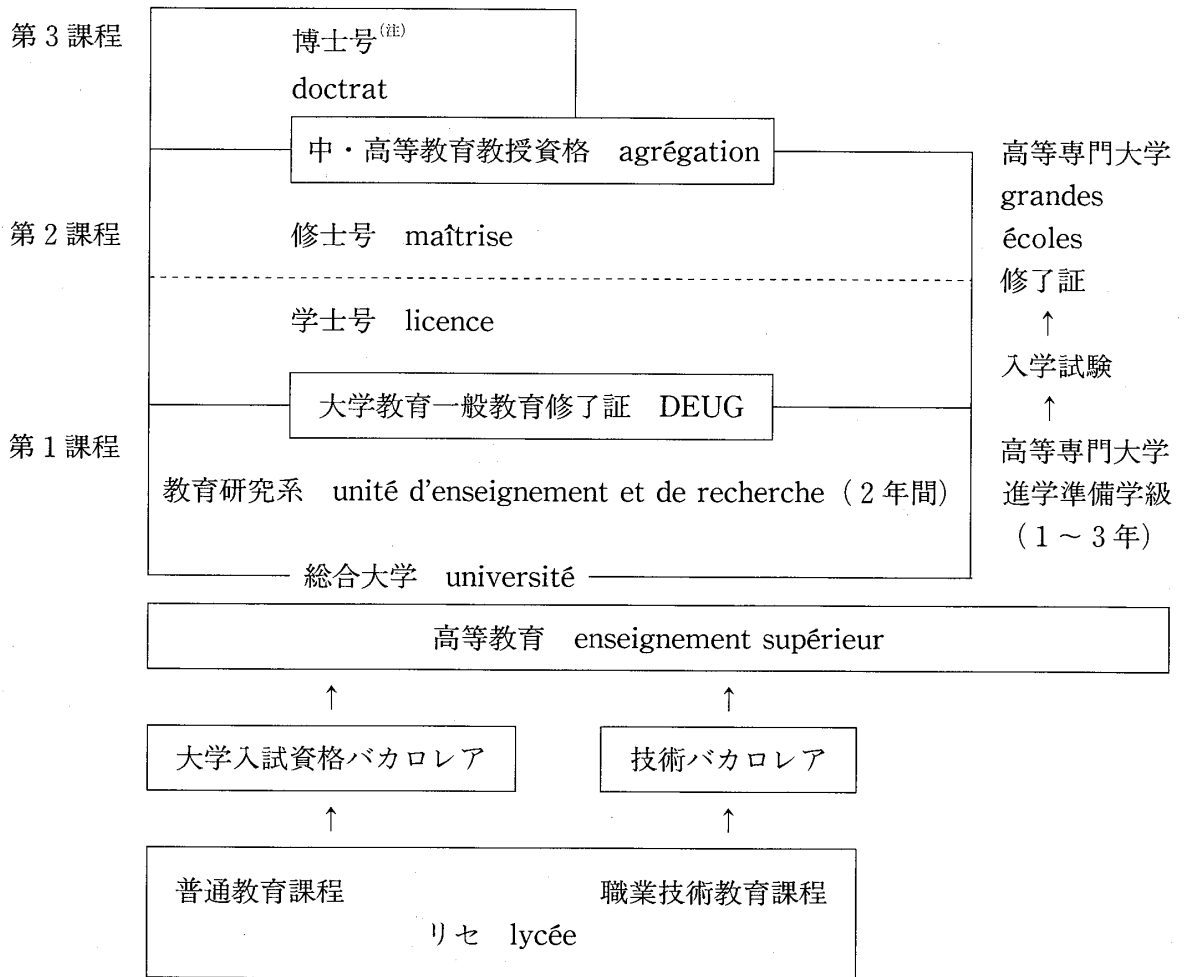 第3課程
博士号(注)
doctrat
中・高等教育教授資格 agrégation
第2課程
修士号 maîtrise
学士号 licence
大学教育一般教育修了証 DEUG
第1課程
教育研究系 unité d'enseignement et de recherche (2年間)
総合大学 université
高等専門大学
grandes
écoles
修了証
↑
入学試験
↑
高等専門大学
進学準備学級
(1~3年)
高等教育 enseignement supérieur
↑ ↑
大学入試資格バカロレア 技術バカロレア
↑ ↑
普通教育課程 職業技術教育課程
リセ lycée